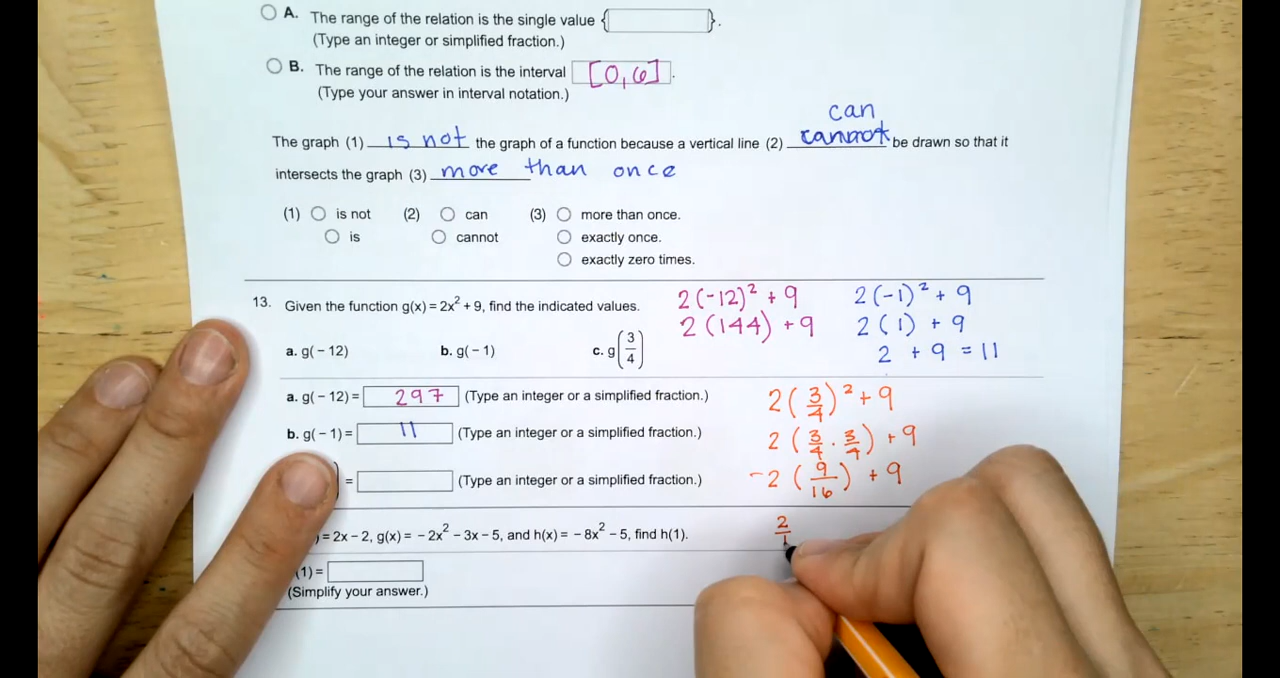 A. The range of the relation is the single value { }.
(Type an integer or simplified fraction.)
B. The range of the relation is the interval [0,6].
(Type your answer in interval notation.)
can
The graph (1) is not the graph of a function because a vertical line (2) cannot be drawn so that it
intersects the graph (3) more than once
(1) is not (2) can (3) more than once.
is cannot exactly once.
exactly zero times.
13. Given the function g(x) = 2x² + 9, find the indicated values.
a. g(− 12) b. g(− 1) c. g(3/4)
2(-12)² + 9
2(144) + 9
2(-1)² + 9
2(1) + 9
2 + 9 = 11
a. g(− 12) = 297 (Type an integer or a simplified fraction.)
b. g(− 1) = 11 (Type an integer or a simplified fraction.)
) = (Type an integer or a simplified fraction.)
2(3/4)² + 9
2(3/4 · 3/4) + 9
-2(9/16) + 9
2/1
) = 2x − 2, g(x) = − 2x² − 3x − 5, and h(x) = − 8x² − 5, find h(1).
(1) =
(Simplify your answer.)